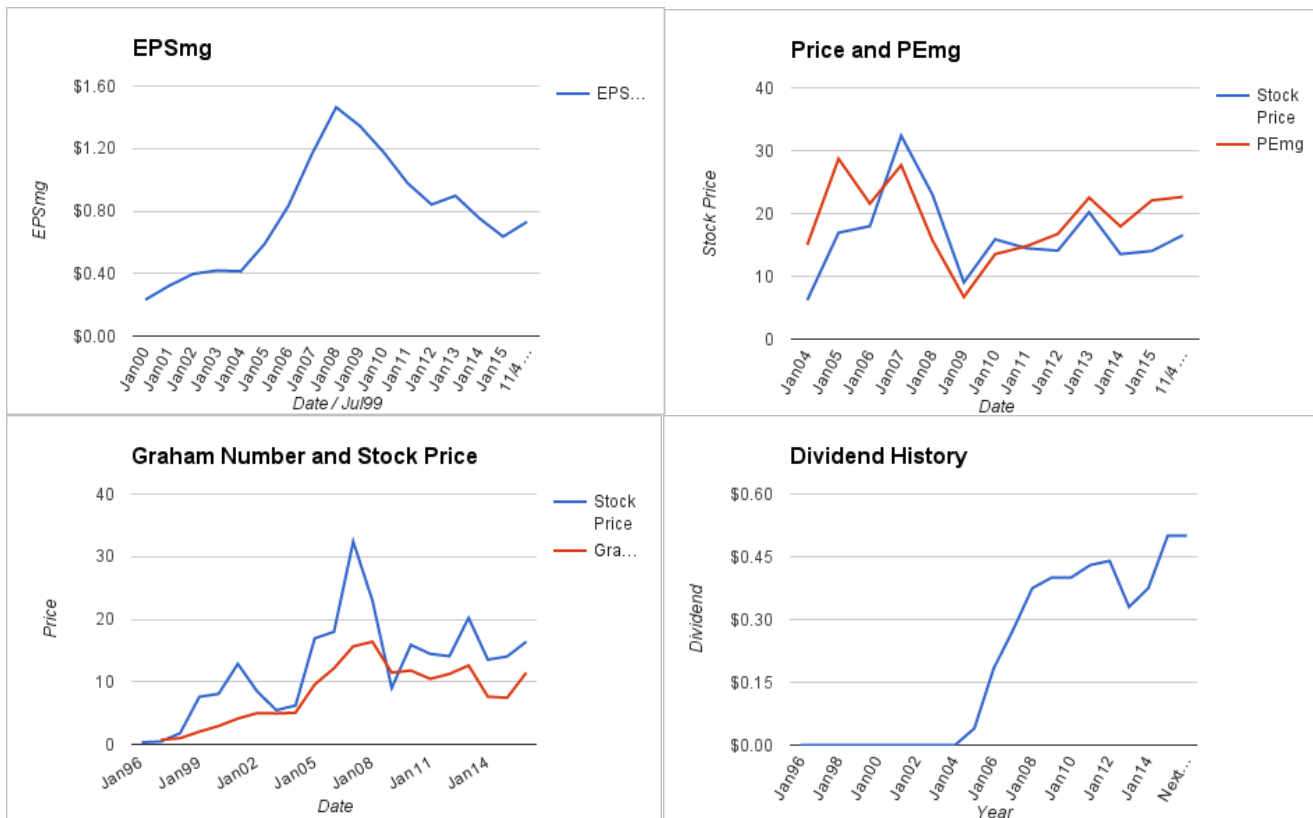 EPSmg
$1.60
$1.20
$0.80
$0.40
$0.00
EPSmg
Jan00
Jan01
Jan02
Jan03
Jan04
Jan05
Jan06
Jan07
Jan08
Jan09
Jan10
Jan11
Jan12
Jan13
Jan14
Jan15
11/4...
Date / Jul99
EPS...
Price and PEmg
40
30
20
10
0
Stock Price
Jan04
Jan05
Jan06
Jan07
Jan08
Jan09
Jan10
Jan11
Jan12
Jan13
Jan14
Jan15
11/4...
Date
Stock
Price
PEmg
Graham Number and Stock Price
40
30
20
10
0
Price
Jan96
Jan99
Jan02
Jan05
Jan08
Jan11
Jan14
Date
Stock
Price
Gra...
Dividend History
$0.60
$0.45
$0.30
$0.15
$0.00
Dividend
Jan96
Jan98
Jan00
Jan02
Jan04
Jan06
Jan08
Jan10
Jan12
Jan14
Next...
Year